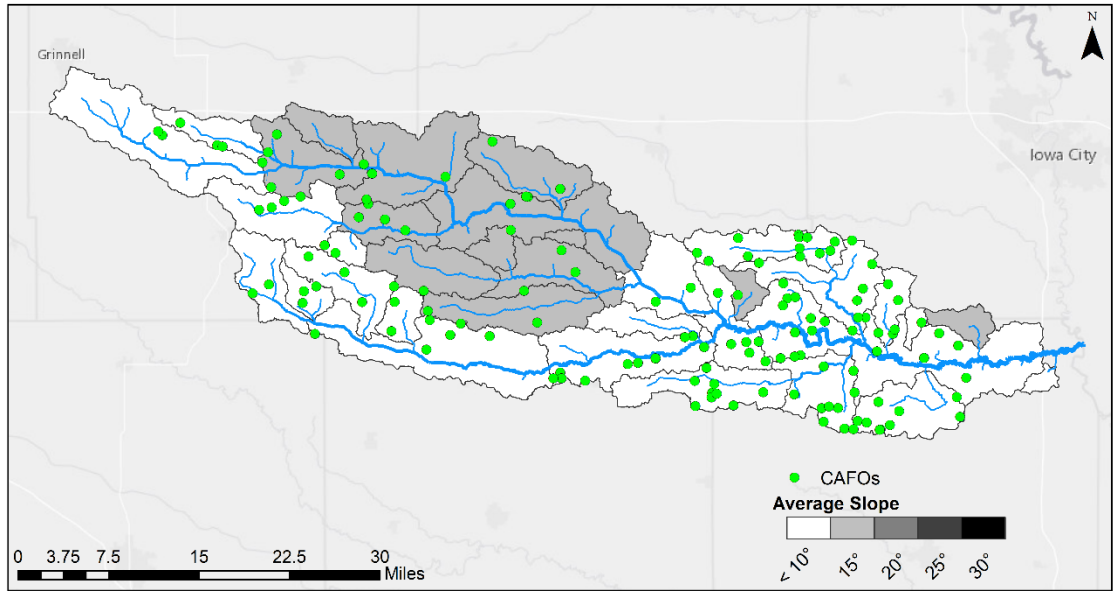 N
Grinnell
Iowa City
CAFOs
Average Slope
< 10° 15° 20° 25° 30°
0 3.75 7.5 15 22.5 30
Miles